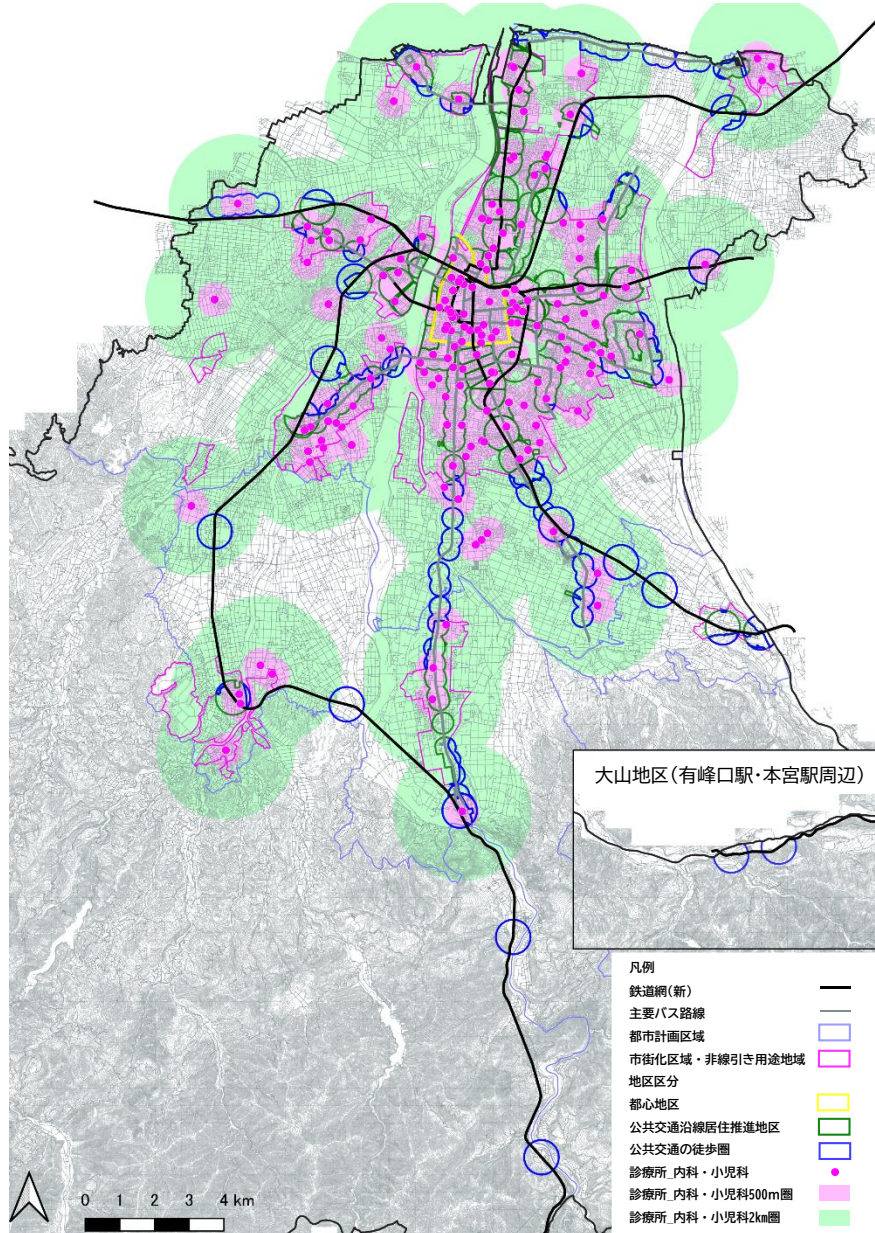 大山地区(有峰口駅・本宮駅周辺)
凡例
鉄道網(新)
主要バス路線
都市計画区域
市街化区域・非線引き用途地域
地区区分
都心地区
公共交通沿線居住推進地区
公共交通の徒歩圏
診療所_内科・小児科
診療所_内科・小児科500m圏
診療所_内科・小児科2km圏
0 1 2 3 4 km